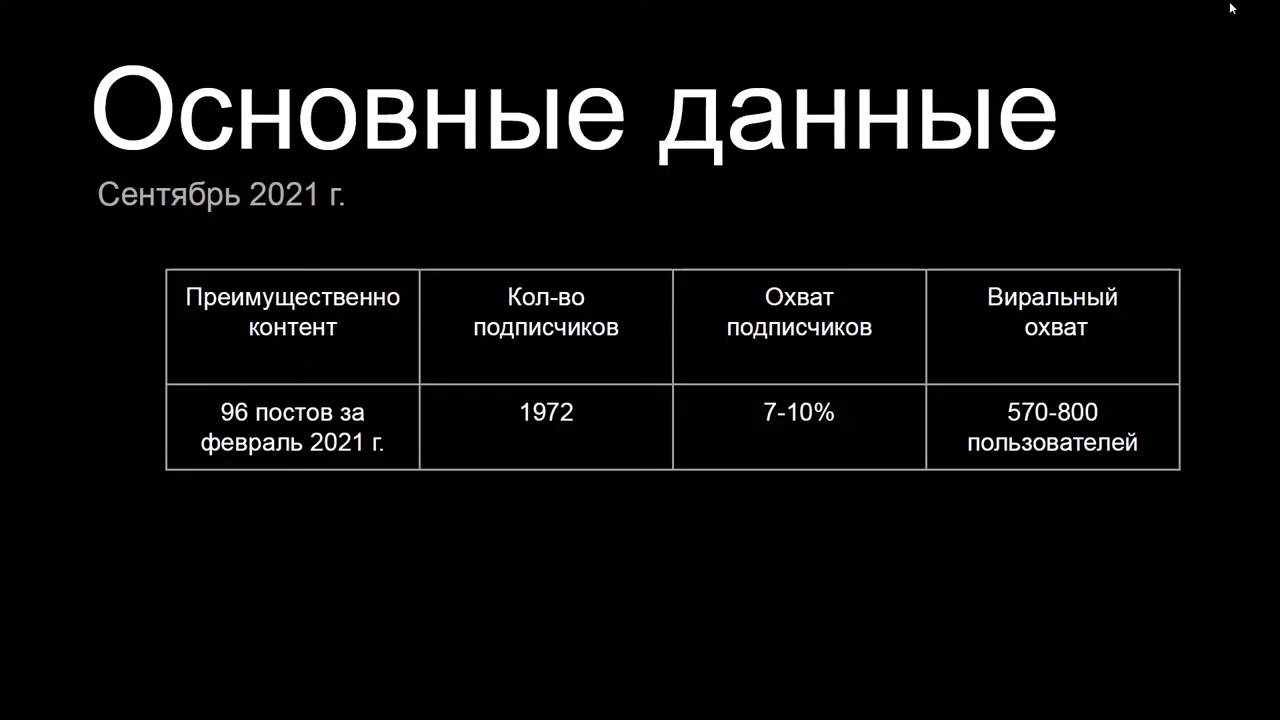 Основные данные
Сентябрь 2021 г.
Преимущественно
контент
Кол-во
подписчиков
Охват
подписчиков
Виральный
охват
96 постов за
февраль 2021 г.
1972
7-10%
570-800
пользователей